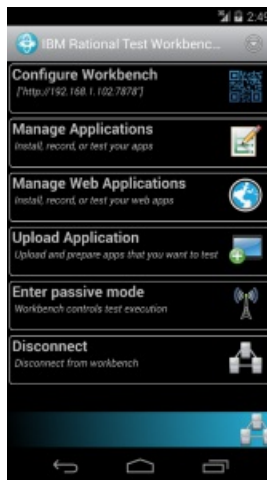 2:49
IBM Rational Test Workbenc...
Configure Workbench
["http://192.168.1.102:7878"]
Manage Applications
Install, record, or test your apps
Manage Web Applications
Install, record, or test your web apps
Upload Application
Upload and prepare apps that you want to test
Enter passive mode
Workbench controls test execution
Disconnect
Disconnect from workbench